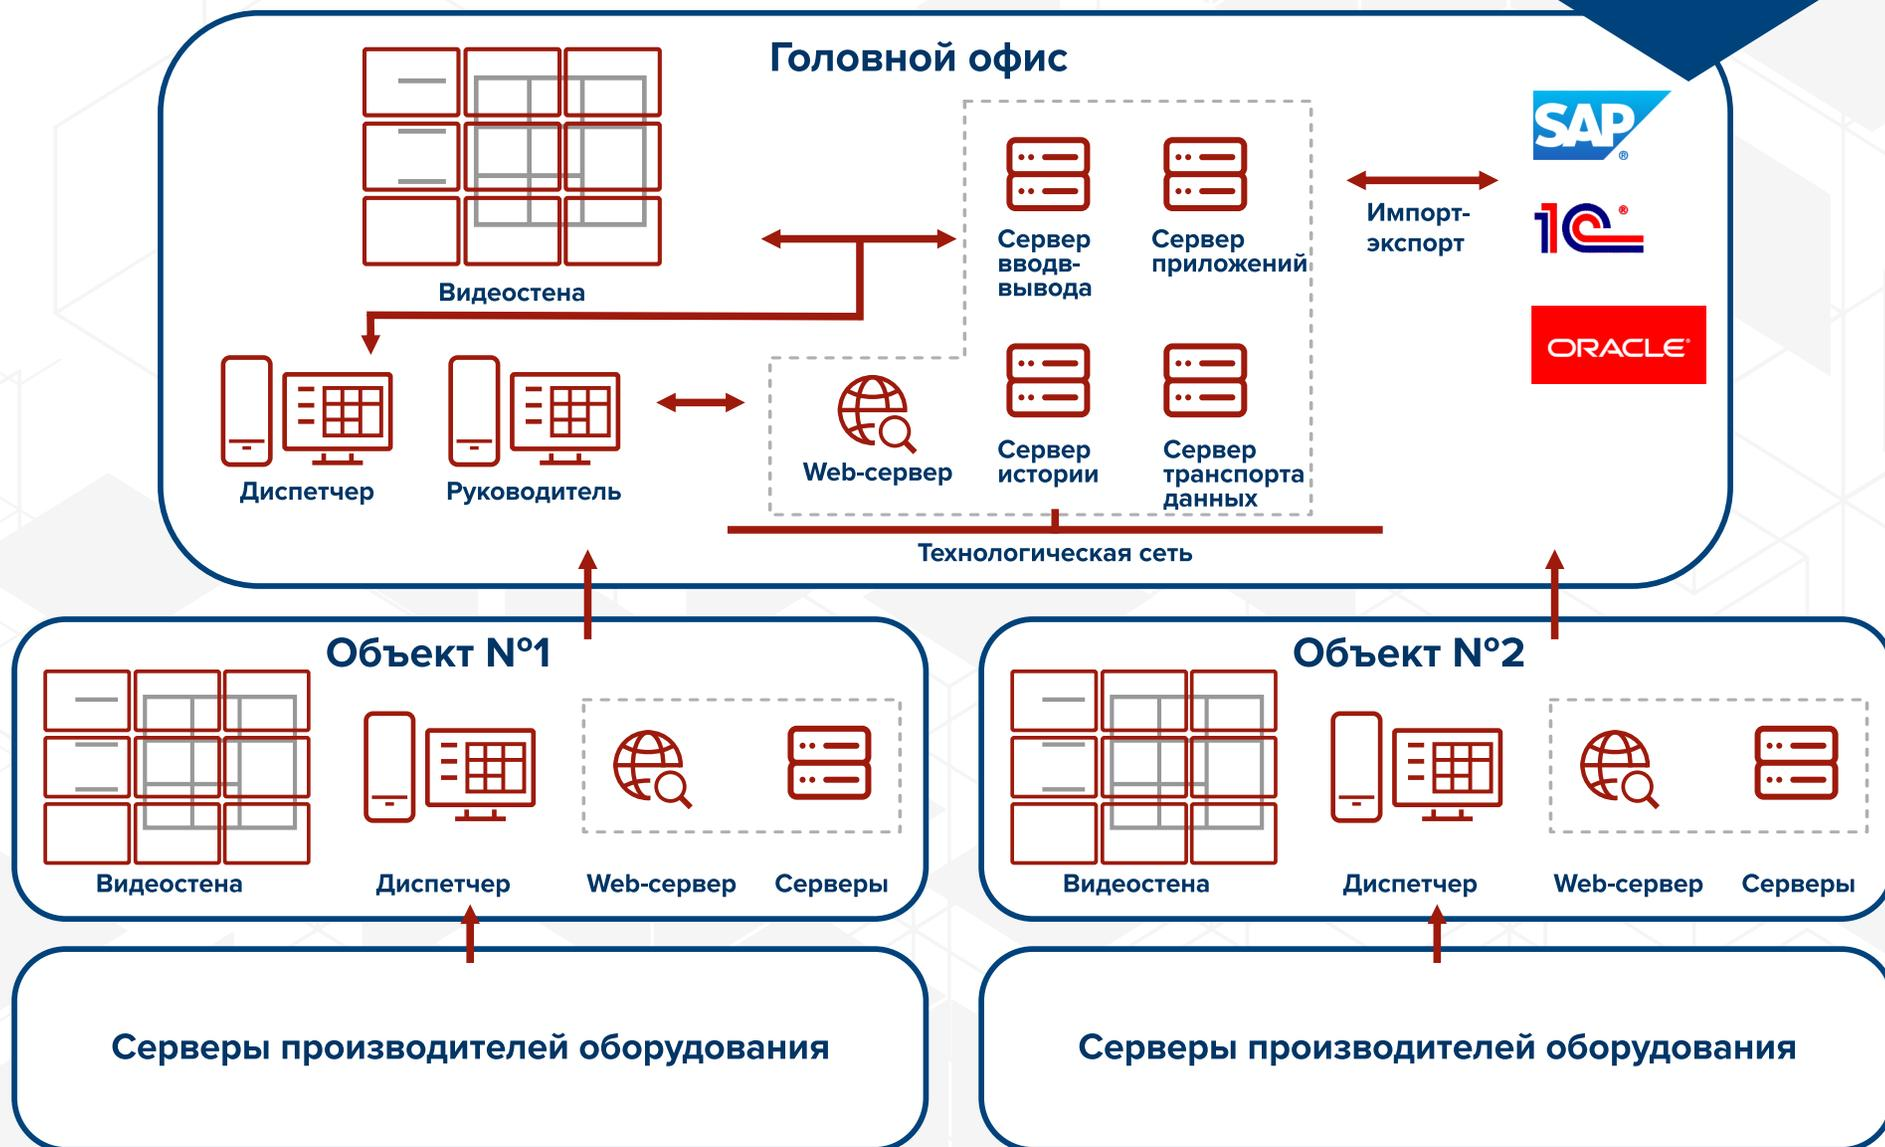 Головной офис
SAP
®
Импорт-
экспорт
1С
®
ORACLE®
Видеостена
Сервер
вводв-
вывода
Сервер
приложений
Диспетчер
Руководитель
Web-сервер
Сервер
истории
Сервер
транспорта
данных
Технологическая сеть
Объект №1
Видеостена
Диспетчер
Web-сервер
Серверы
Объект №2
Видеостена
Диспетчер
Web-сервер
Серверы
Серверы производителей оборудования
Серверы производителей оборудования